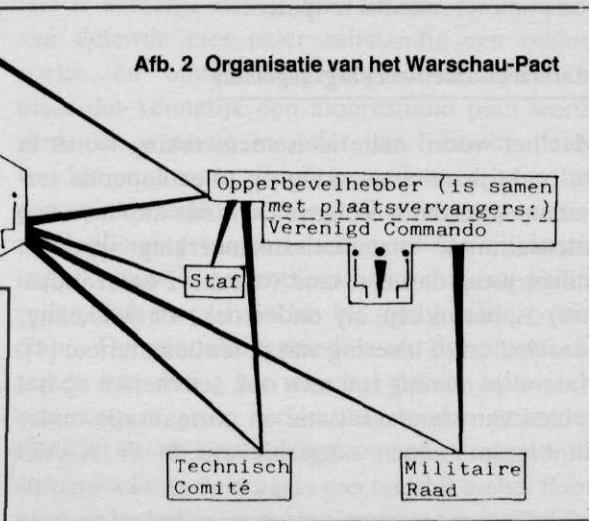 Afb. 2 Organisatie van het Warschau-Pact
Opperbevelhebber (is samen
met plaatsvervangers:)
Verenigd Commando
Staf
Technisch
Comité
Militaire
Raad